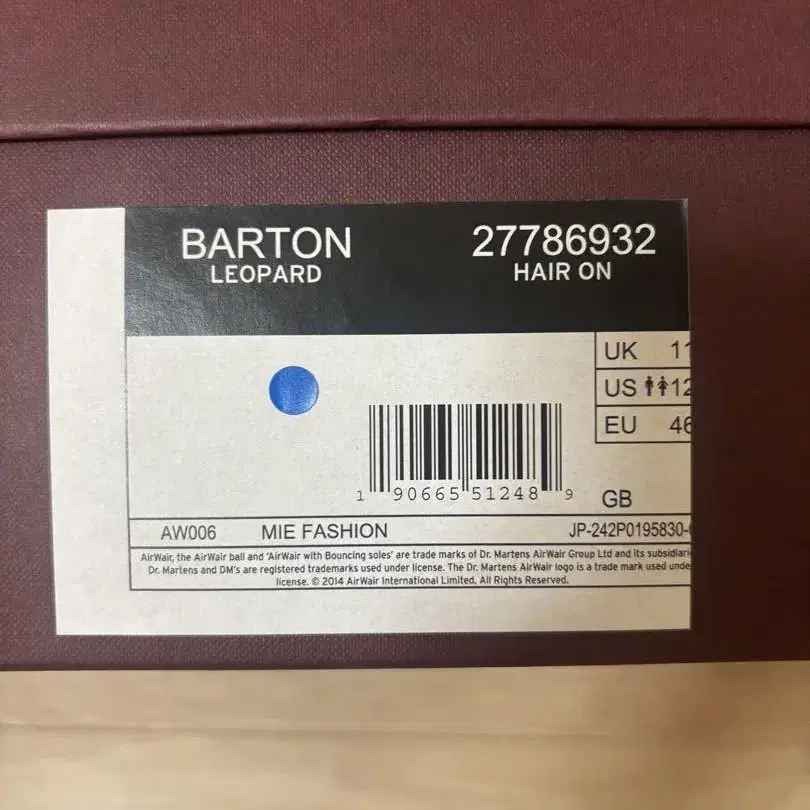 BARTON
LEOPARD
27786932
HAIR ON
UK 11
US 12
EU 46
1 90665 51248 9
GB
AW006 MIE FASHION JP-242P0195830-
AirWair, the AirWair ball and 'AirWair with Bouncing soles' are trade marks of Dr. Martens AirWair Group Ltd and its subsidiari
Dr. Martens and DM's are registered trademarks used under license. The Dr. Martens AirWair logo is a trade mark used unde
license. © 2014 AirWair International Limited. All Rights Reserved.